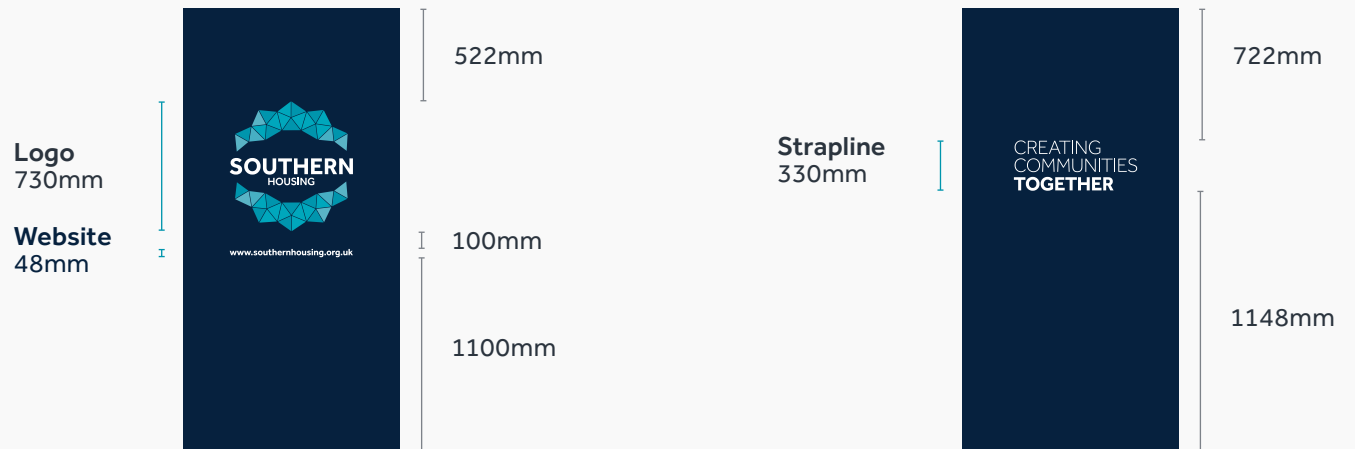 522mm
Logo
730mm
SOUTHERN
HOUSING
Website
48mm
www.southernhousing.org.uk
100mm
1100mm
722mm
Strapline
330mm
CREATING
COMMUNITIES
TOGETHER
1148mm